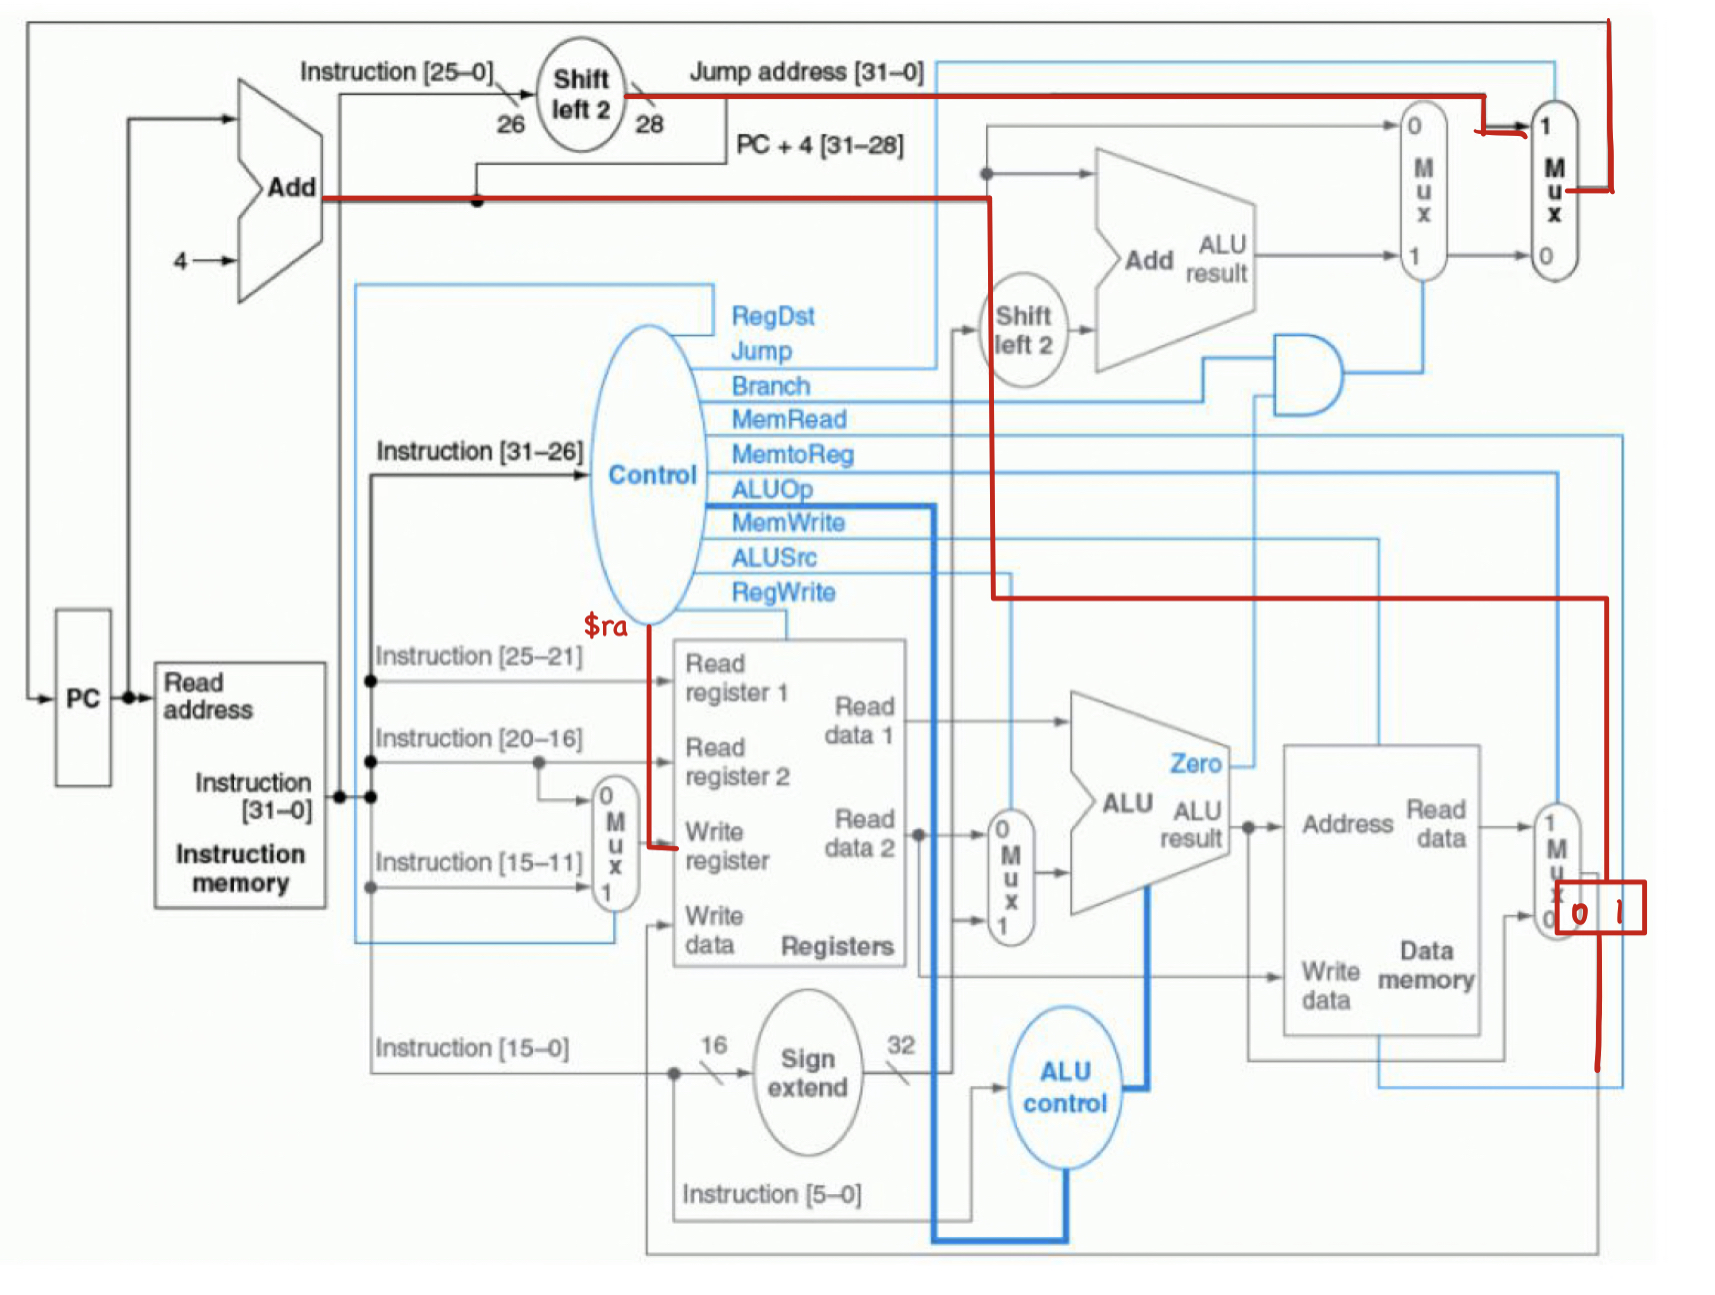 Instruction [25–0]
Shift
left 2
Jump address [31–0]
26
28
PC + 4 [31–28]
Add
4
0
M
u
x
1
1
M
u
x
0
Add
ALU
result
Shift
left 2
RegDst
Jump
Branch
MemRead
MemtoReg
ALUOp
MemWrite
ALUSrc
RegWrite
Instruction [31–26]
Control
$ra
PC
Read
address
Instruction
[31–0]
Instruction
memory
Instruction [25–21]
Instruction [20–16]
Instruction [15–11]
0
M
u
x
1
Read
register 1
Read
register 2
Write
register
Write
data
Read
data 1
Read
data 2
Registers
0
M
u
x
1
Zero
ALU
ALU
result
Address
Read
data
Write
data
Data
memory
1
M
u
x
0
0 1
Instruction [15–0]
16
Sign
extend
32
ALU
control
Instruction [5–0]